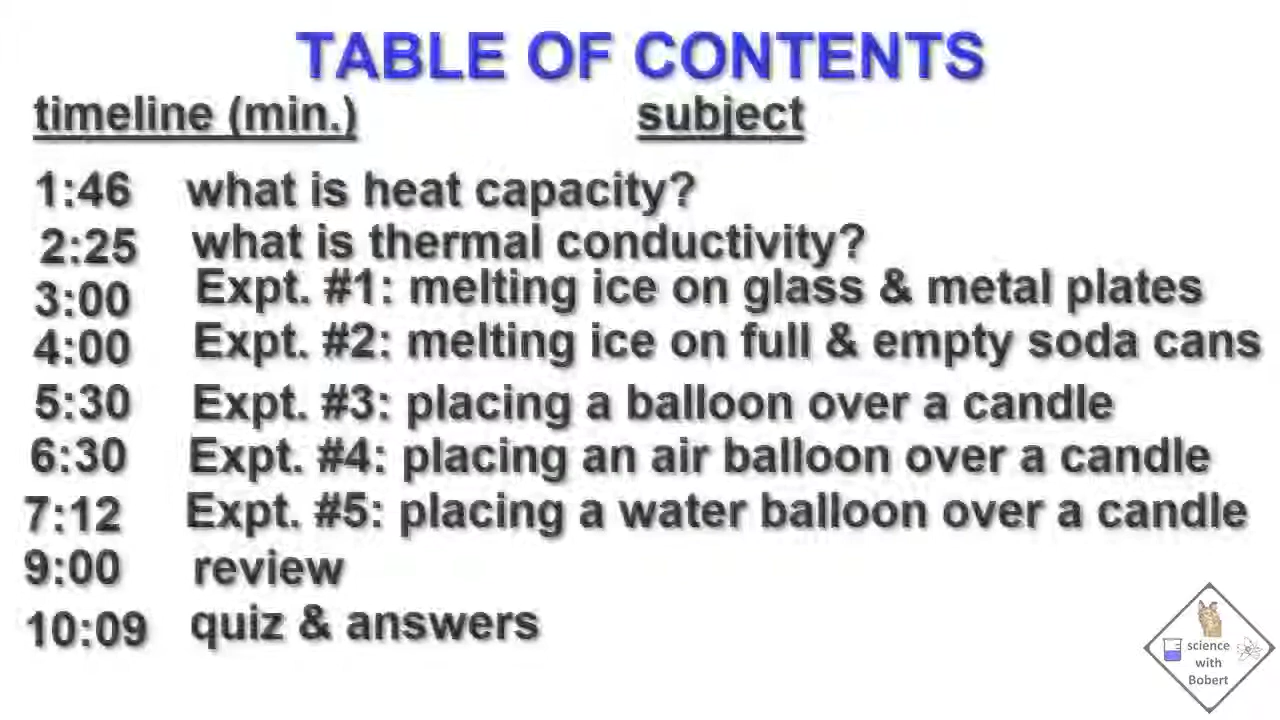 TABLE OF CONTENTS
timeline (min.) subject
1:46 what is heat capacity?
2:25 what is thermal conductivity?
3:00 Expt. #1: melting ice on glass & metal plates
4:00 Expt. #2: melting ice on full & empty soda cans
5:30 Expt. #3: placing a balloon over a candle
6:30 Expt. #4: placing an air balloon over a candle
7:12 Expt. #5: placing a water balloon over a candle
9:00 review
10:09 quiz & answers
science
with
Bobert